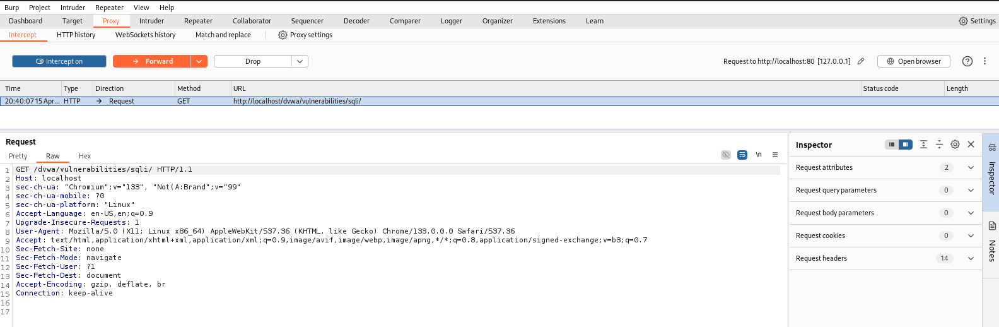 Burp Project Intruder Repeater View Help
Dashboard Target Proxy Intruder Repeater Collaborator Sequencer Decoder Comparer Logger Organizer Extensions Learn Settings
Intercept HTTP history WebSockets history Match and replace Proxy settings
Intercept on Forward Drop Request to http://localhost:80 [127.0.0.1] Open browser
Time Type Direction Method URL Status code Length
20:40:07 15 Apr... HTTP → Request GET http://localhost/dvwa/vulnerabilities/sqli/
Request
Pretty Raw Hex \n
1 GET /dvwa/vulnerabilities/sqli/ HTTP/1.1
2 Host: localhost
3 sec-ch-ua: "Chromium";v="133", "Not(A:Brand";v="99"
4 sec-ch-ua-mobile: ?0
5 sec-ch-ua-platform: "Linux"
6 Accept-Language: en-US,en;q=0.9
7 Upgrade-Insecure-Requests: 1
8 User-Agent: Mozilla/5.0 (X11; Linux x86_64) AppleWebKit/537.36 (KHTML, like Gecko) Chrome/133.0.0.0 Safari/537.36
9 Accept: text/html,application/xhtml+xml,application/xml;q=0.9,image/avif,image/webp,image/apng,*/*;q=0.8,application/signed-exchange;v=b3;q=0.7
10 Sec-Fetch-Site: none
11 Sec-Fetch-Mode: navigate
12 Sec-Fetch-User: ?1
13 Sec-Fetch-Dest: document
14 Accept-Encoding: gzip, deflate, br
15 Connection: keep-alive
16
17
Inspector
Request attributes 2
Request query parameters 0
Request body parameters 0
Request cookies 0
Request headers 14
Inspector
Notes